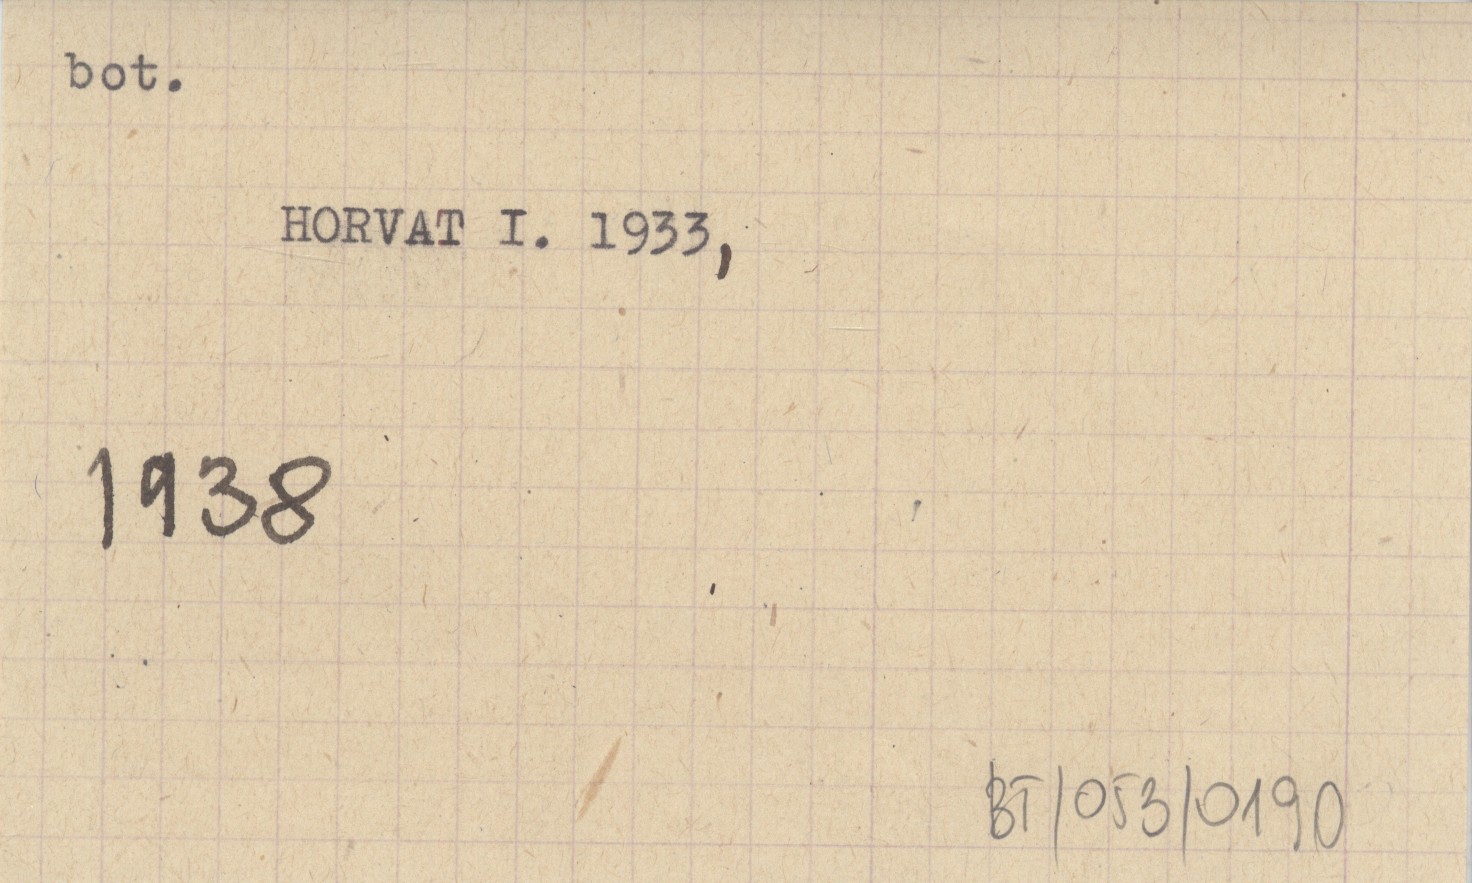 bot.
HORVAT I. 1933,
1938
BT/053/0190